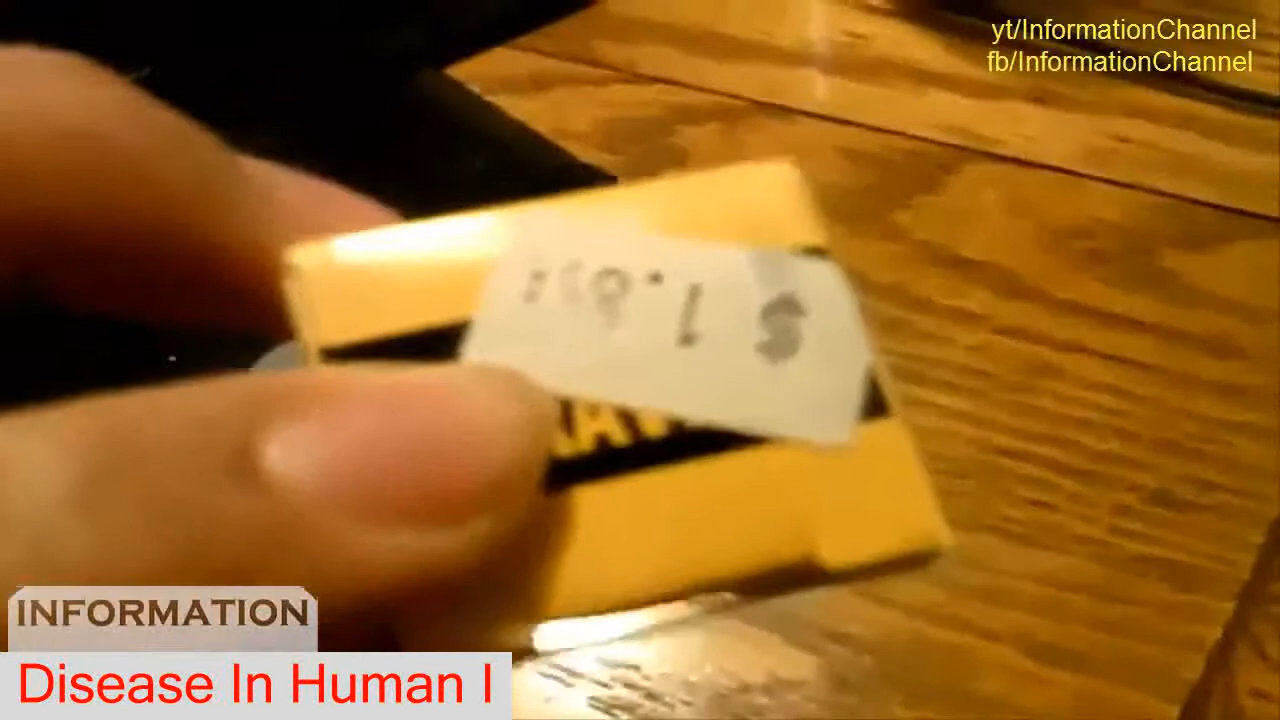 yt/InformationChannel
fb/InformationChannel
INFORMATION
Disease In Human I